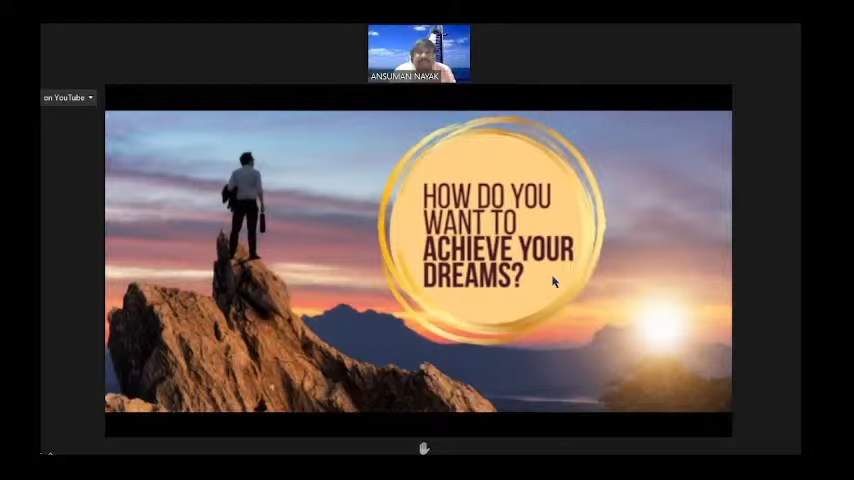 ANSUMAN NAYAK
on YouTube
HOW DO YOU
WANT TO
ACHIEVE YOUR
DREAMS?